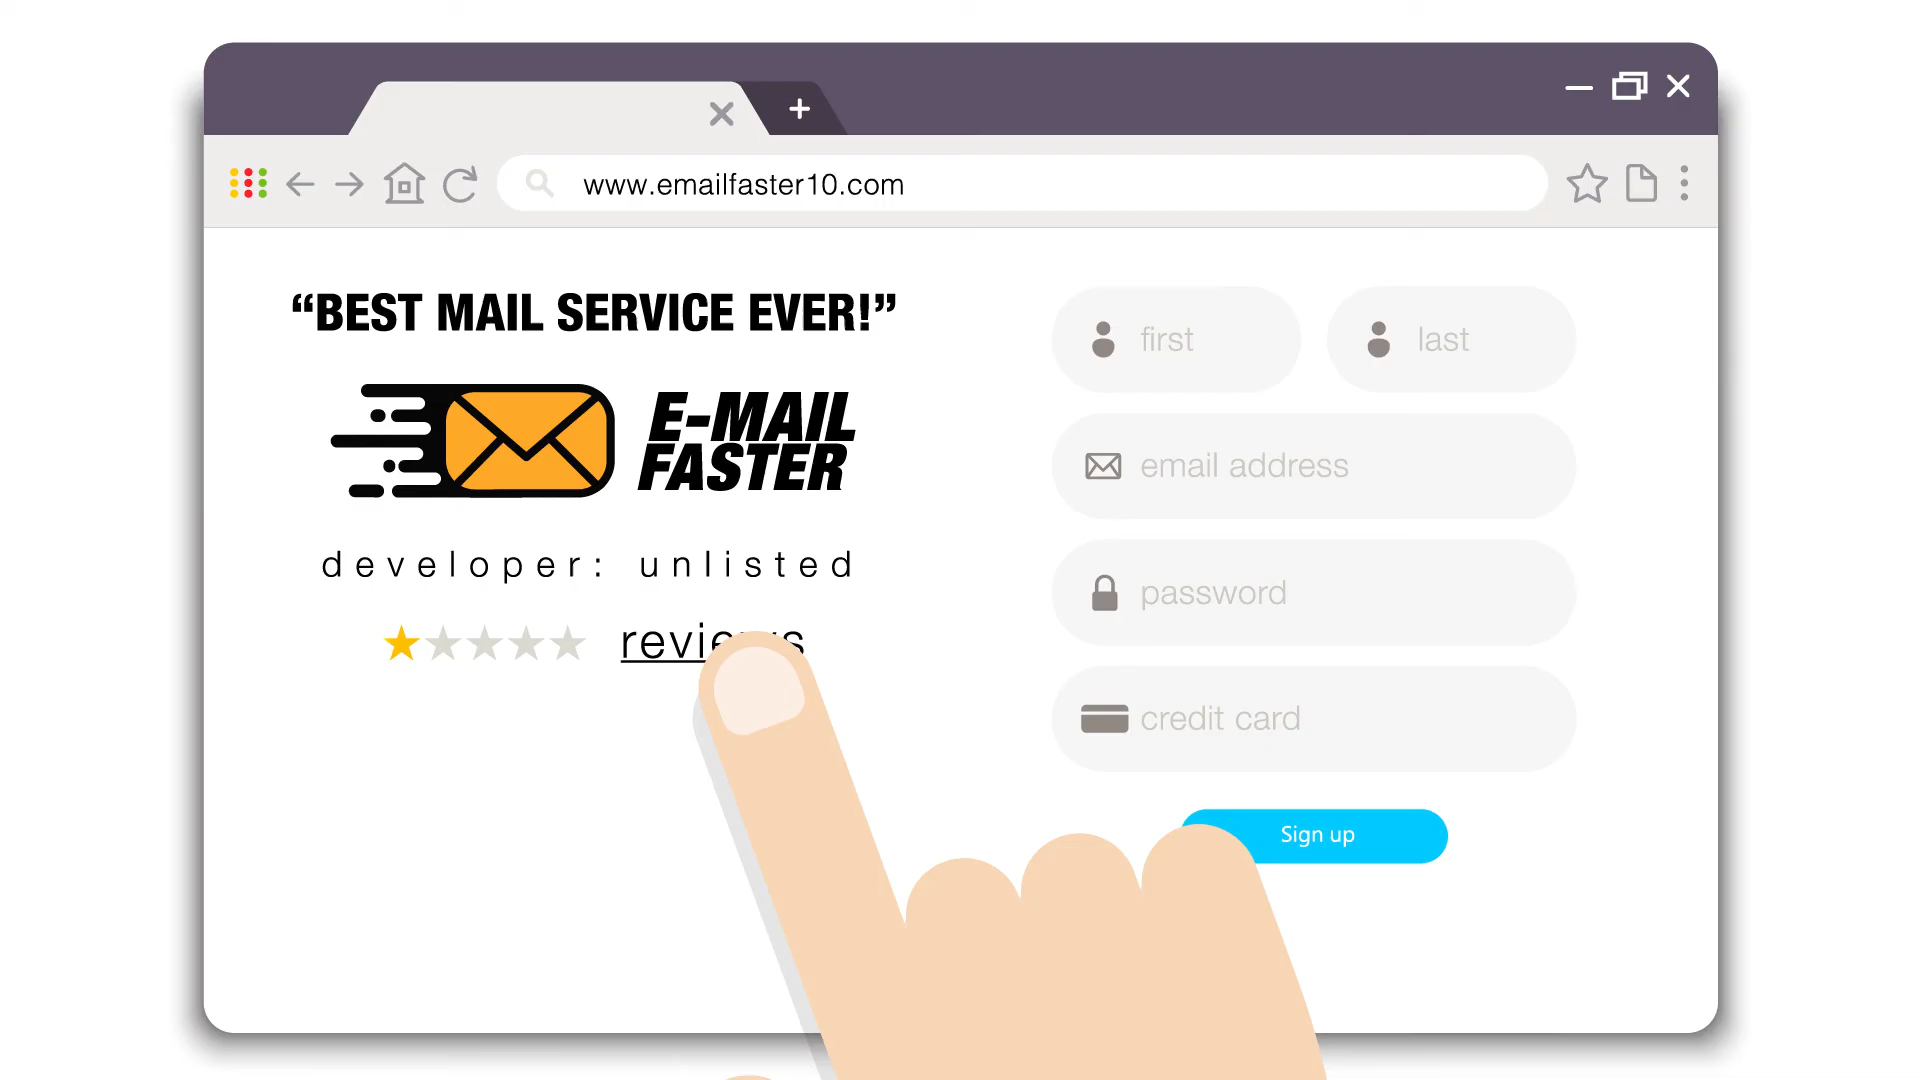 www.emailfaster10.com
“BEST MAIL SERVICE EVER!”
E-MAIL
FASTER
developer: unlisted
reviews
first
last
email address
password
credit card
Sign up